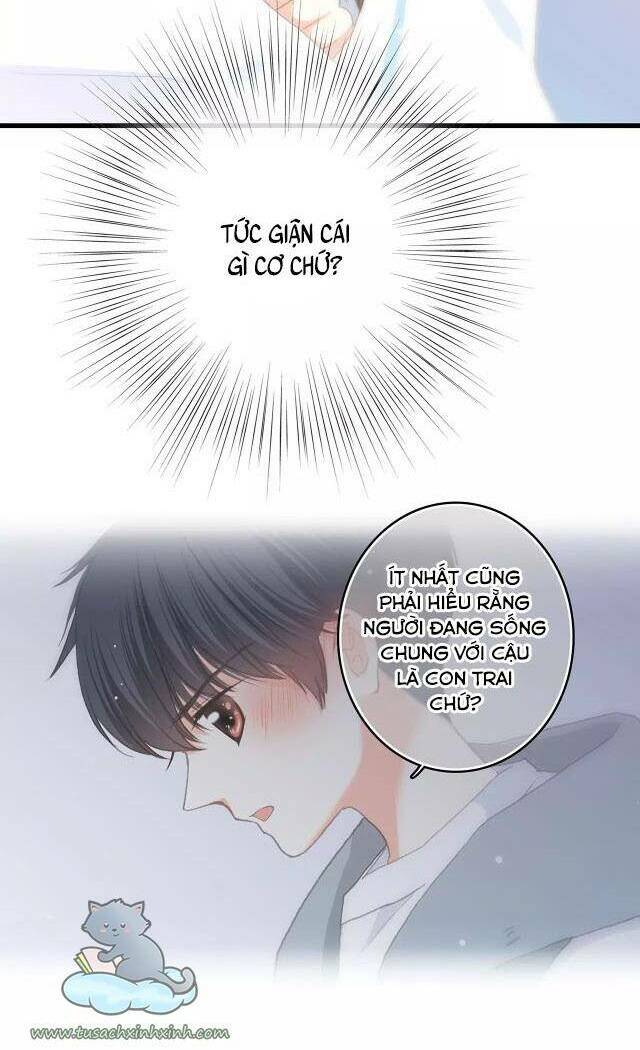 TỨC GIẬN CÁI
GÌ CƠ CHỨ?
ÍT NHẤT CŨNG
PHẢI HIỂU RẰNG
NGƯỜI ĐANG SỐNG
CHUNG VỚI CẬU
LÀ CON TRAI
CHỨ?
www.tusachxinhxinh.com